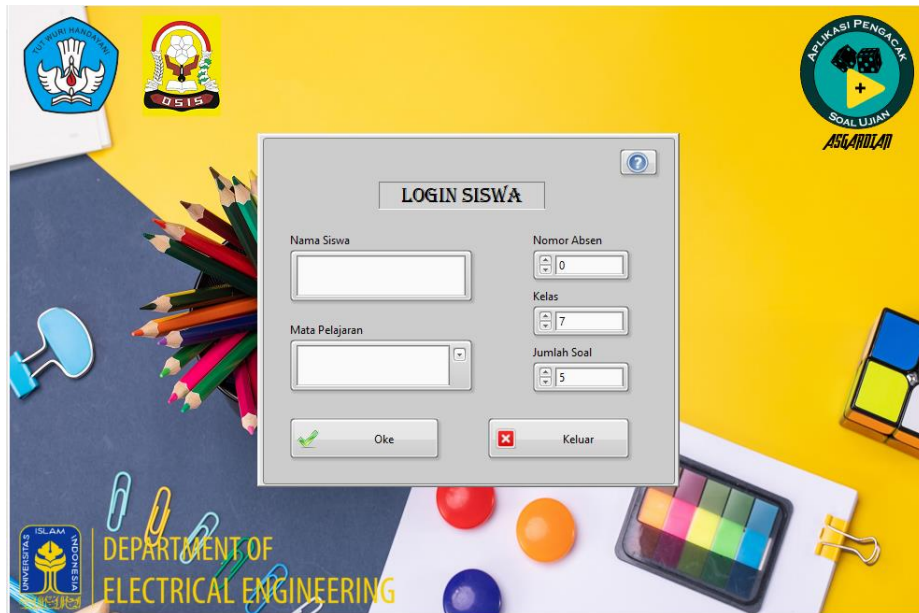 TUT WURI HANDAYANI
OSIS
APLIKASI PENGACAK
SOAL UJIAN
ASGARDIAN
LOGIN SISWA
Nama Siswa
Nomor Absen
0
Kelas
7
Mata Pelajaran
Jumlah Soal
5
Oke
Keluar
UNIVERSITAS ISLAM INDONESIA
DEPARTMENT OF
ELECTRICAL ENGINEERING